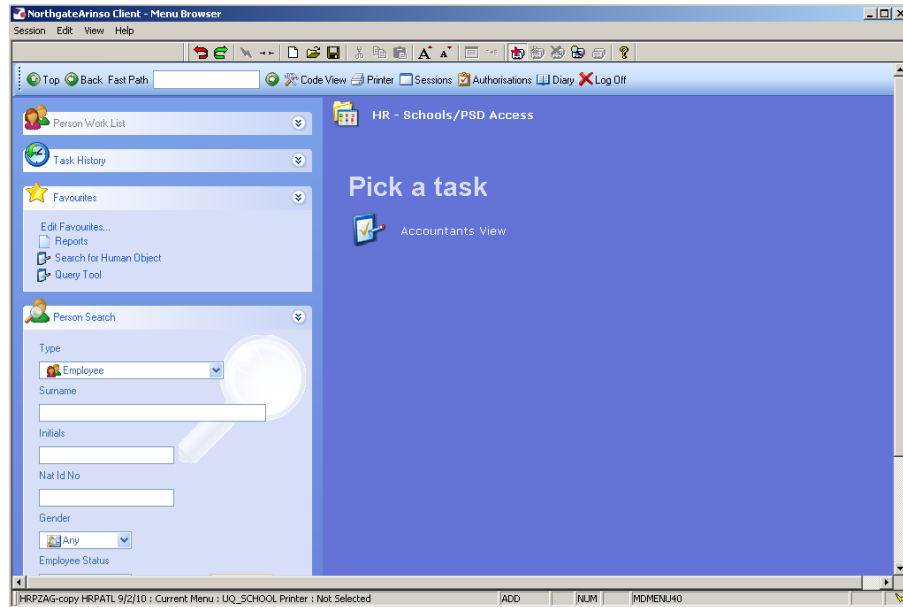 NorthgateArinso Client - Menu Browser
Session Edit View Help
Top Back Fast Path Code View Printer Sessions Authorisations Diary Log Off
Person Work List
Task History
Favourites
Edit Favourites...
Reports
Search for Human Object
Query Tool
Person Search
Type
Employee
Surname
Initials
Nat Id No
Gender
Any
Employee Status
HR - Schools/PSD Access
Pick a task
Accountants View
HRPZAG-copy HRPATL 9/2/10 : Current Menu : UQ_SCHOOL Printer : Not Selected ADD NUM MDMENU40